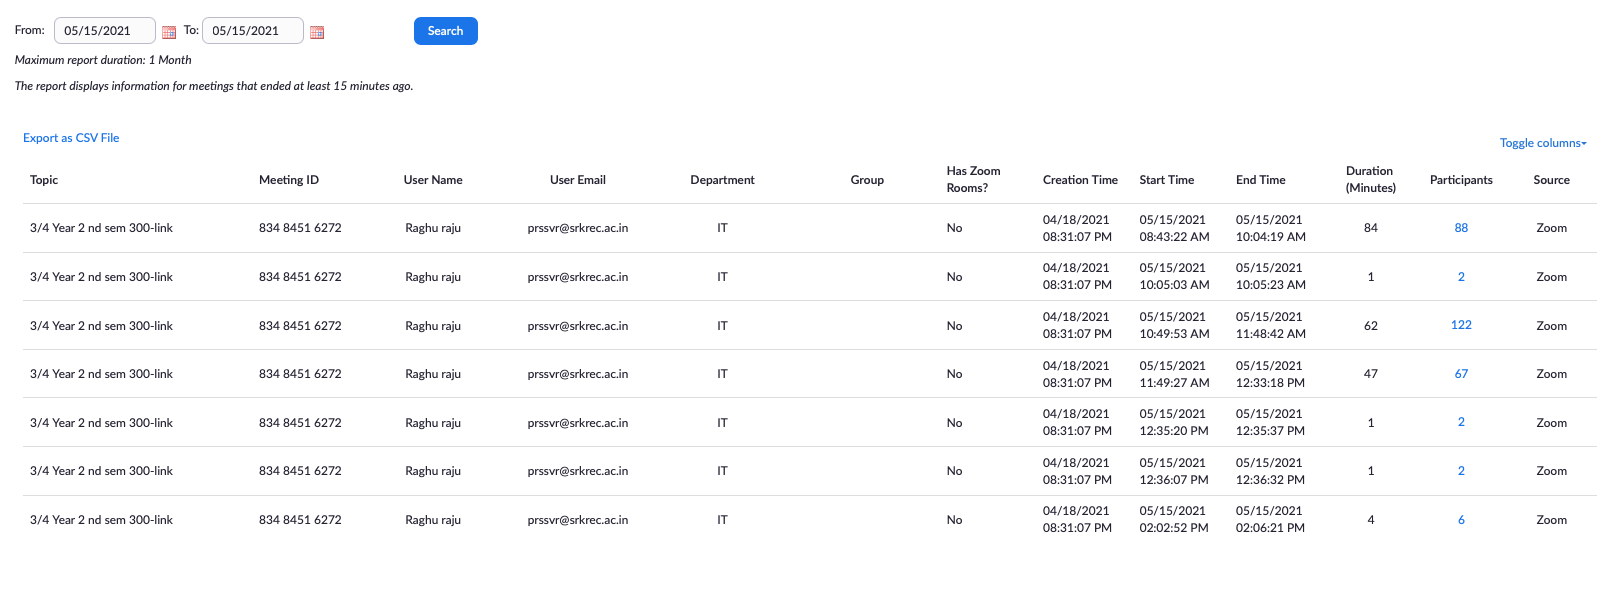 From: 05/15/2021 To: 05/15/2021 Search
Maximum report duration: 1 Month
The report displays information for meetings that ended at least 15 minutes ago.
Export as CSV File
Toggle columns
Topic Meeting ID User Name User Email Department Group Has Zoom Rooms? Creation Time Start Time End Time Duration (Minutes) Participants Source
3/4 Year 2 nd sem 300-link 834 8451 6272 Raghu raju prssvr@srkrec.ac.in IT No 04/18/2021 08:31:07 PM 05/15/2021 08:43:22 AM 05/15/2021 10:04:19 AM 84 88 Zoom
3/4 Year 2 nd sem 300-link 834 8451 6272 Raghu raju prssvr@srkrec.ac.in IT No 04/18/2021 08:31:07 PM 05/15/2021 10:05:03 AM 05/15/2021 10:05:23 AM 1 2 Zoom
3/4 Year 2 nd sem 300-link 834 8451 6272 Raghu raju prssvr@srkrec.ac.in IT No 04/18/2021 08:31:07 PM 05/15/2021 10:49:53 AM 05/15/2021 11:48:42 AM 62 122 Zoom
3/4 Year 2 nd sem 300-link 834 8451 6272 Raghu raju prssvr@srkrec.ac.in IT No 04/18/2021 08:31:07 PM 05/15/2021 11:49:27 AM 05/15/2021 12:33:18 PM 47 67 Zoom
3/4 Year 2 nd sem 300-link 834 8451 6272 Raghu raju prssvr@srkrec.ac.in IT No 04/18/2021 08:31:07 PM 05/15/2021 12:35:20 PM 05/15/2021 12:35:37 PM 1 2 Zoom
3/4 Year 2 nd sem 300-link 834 8451 6272 Raghu raju prssvr@srkrec.ac.in IT No 04/18/2021 08:31:07 PM 05/15/2021 12:36:07 PM 05/15/2021 12:36:32 PM 1 2 Zoom
3/4 Year 2 nd sem 300-link 834 8451 6272 Raghu raju prssvr@srkrec.ac.in IT No 04/18/2021 08:31:07 PM 05/15/2021 02:02:52 PM 05/15/2021 02:06:21 PM 4 6 Zoom